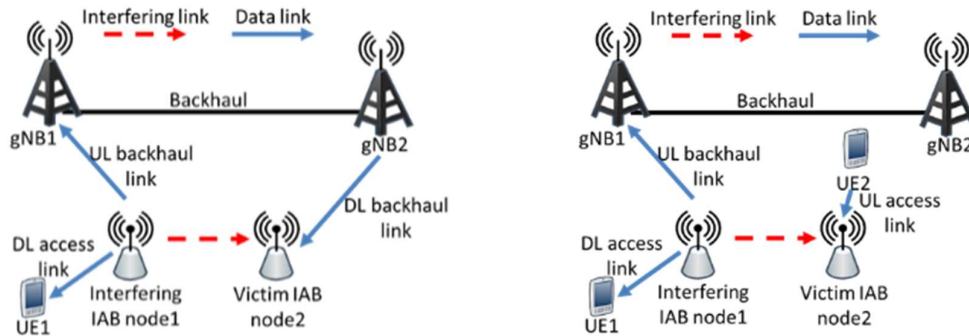 Interfering link Data link
Backhaul
gNB1
gNB2
UL backhaul
link
DL backhaul
link
DL access
link
UE1
Interfering
IAB node1
Victim IAB
node2
Interfering link Data link
Backhaul
gNB1
gNB2
UL backhaul
link
UE2
UL access
link
DL access
link
UE1
Interfering
IAB node1
Victim IAB
node2